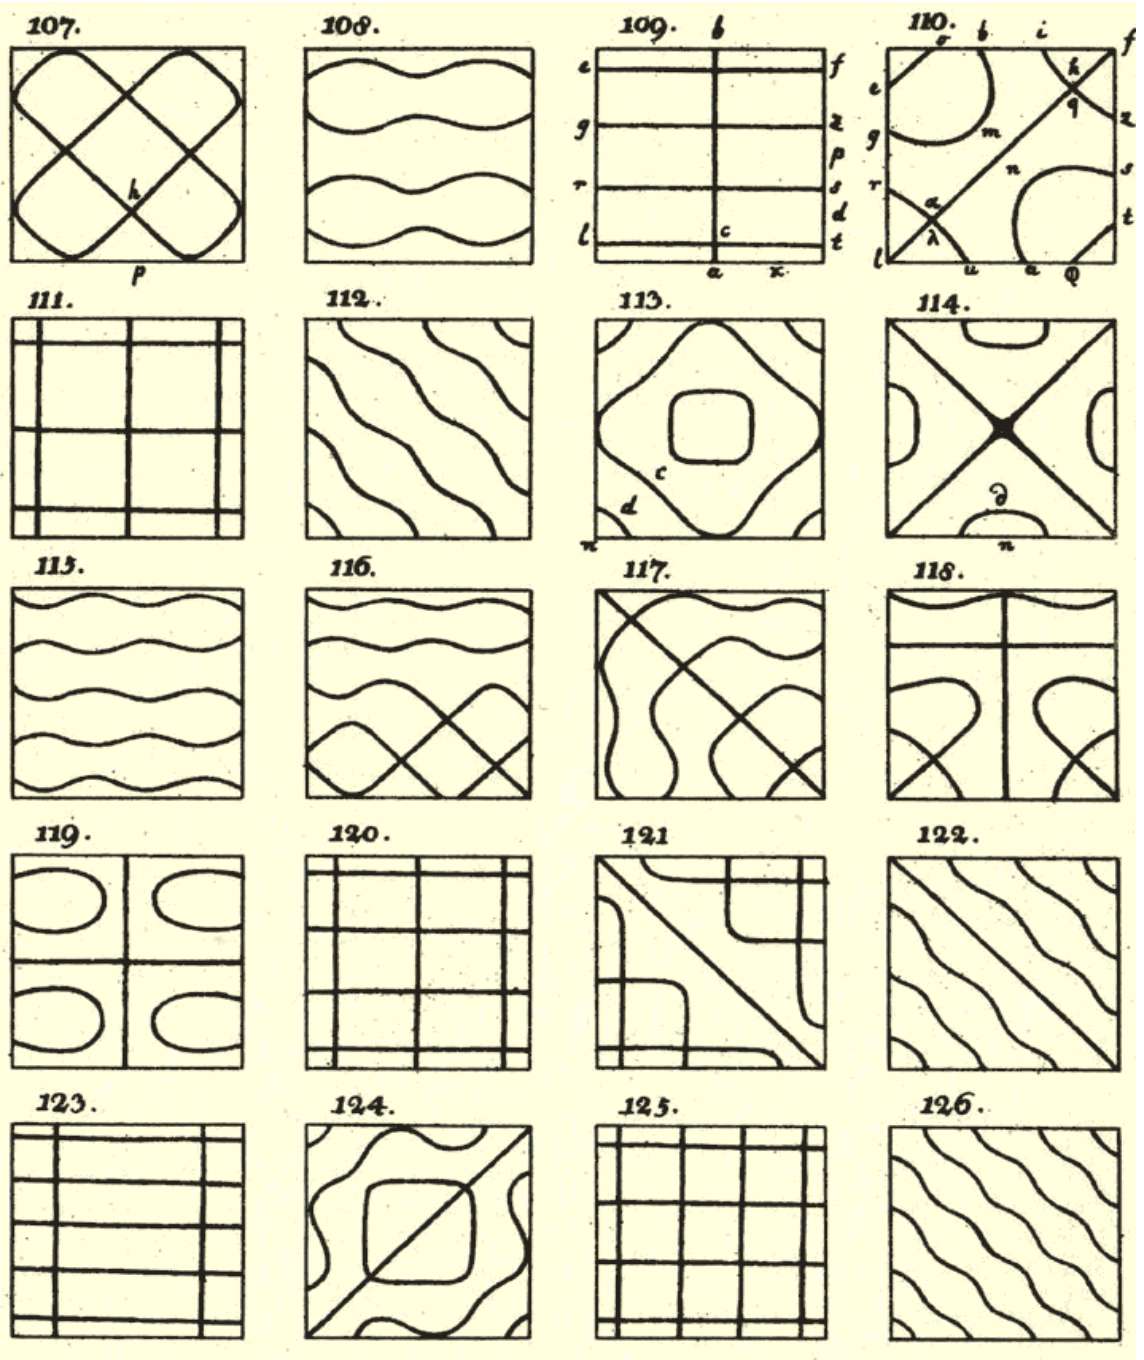 107. 108. 109. 110.
b o b i f
e f h
e q z
g z m
g p n s
r s r
h d α t
l c t λ
p a x l u a Q
111. 112. 113. 114.
c
d ∂
n n
115. 116. 117. 118.
119. 120. 121 122.
123. 124. 125. 126.